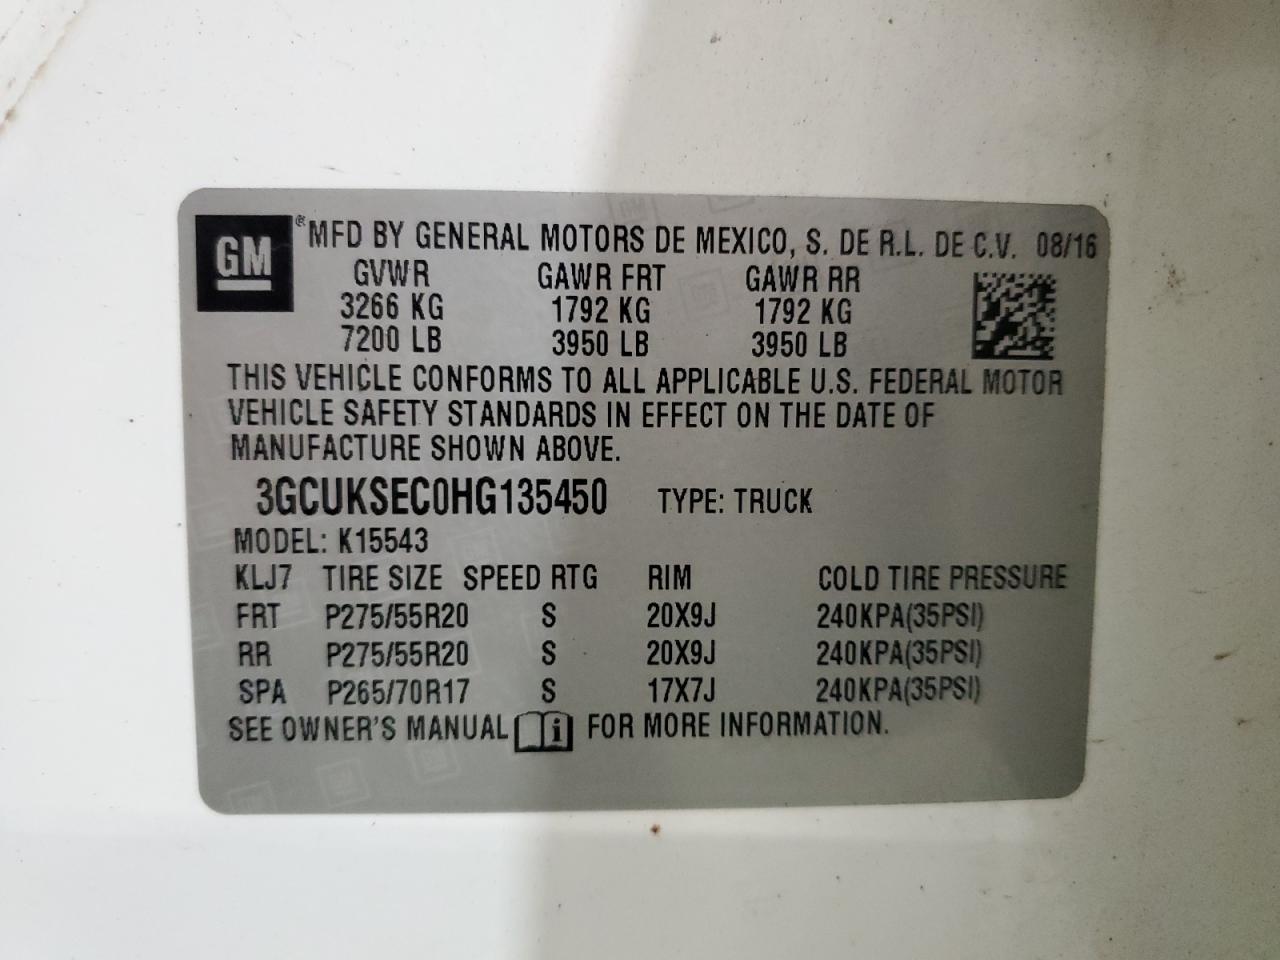 GM
® MFD BY GENERAL MOTORS DE MEXICO, S. DE R.L. DE C.V. 08/16
GVWR GAWR FRT GAWR RR
3266 KG 1792 KG 1792 KG
7200 LB 3950 LB 3950 LB
THIS VEHICLE CONFORMS TO ALL APPLICABLE U.S. FEDERAL MOTOR
VEHICLE SAFETY STANDARDS IN EFFECT ON THE DATE OF
MANUFACTURE SHOWN ABOVE.
3GCUKSEC0HG135450 TYPE: TRUCK
MODEL: K15543
KLJ7 TIRE SIZE SPEED RTG RIM COLD TIRE PRESSURE
FRT P275/55R20 S 20X9J 240KPA(35PSI)
RR P275/55R20 S 20X9J 240KPA(35PSI)
SPA P265/70R17 S 17X7J 240KPA(35PSI)
SEE OWNER'S MANUAL i FOR MORE INFORMATION.